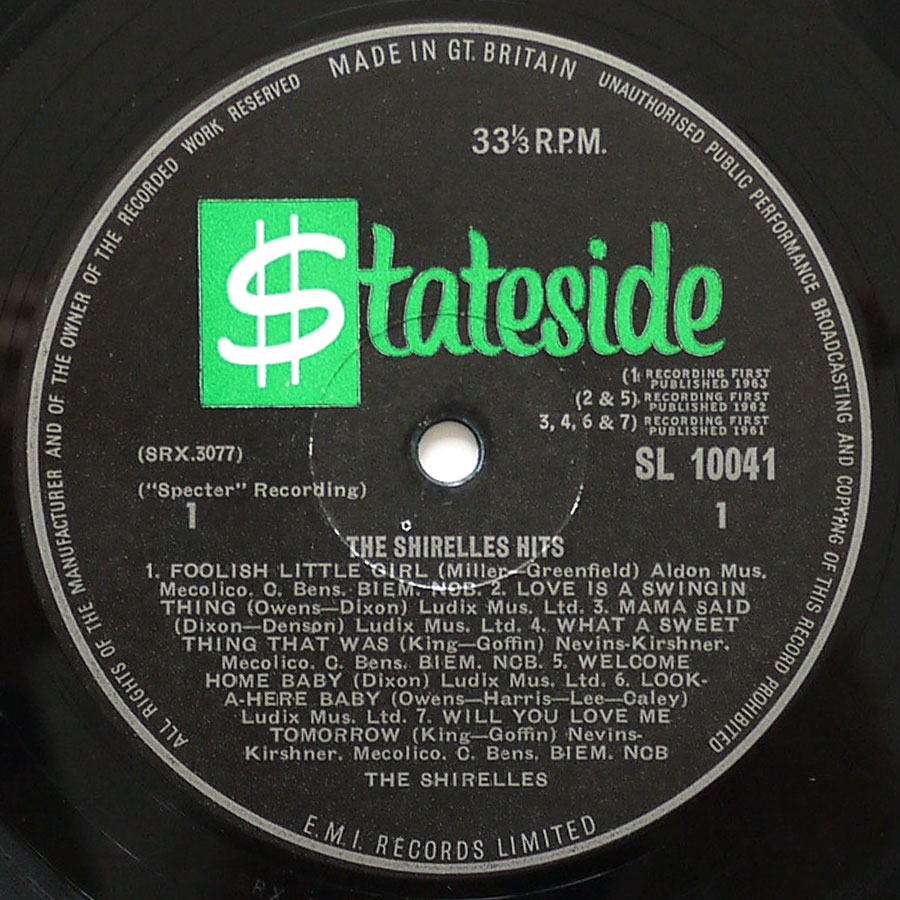 MADE IN GT. BRITAIN
UNAUTHORISED PUBLIC PERFORMANCE BROADCASTING AND COPYING OF THIS RECORD PROHIBITED
E.M.I. RECORDS LIMITED
ALL RIGHTS OF THE MANUFACTURER AND OF THE OWNER OF THE RECORDED WORK RESERVED
33⅓ R.P.M.
$tateside
(1) RECORDING FIRST
PUBLISHED 1963
(2 & 5) RECORDING FIRST
PUBLISHED 1962
3, 4, 6 & 7) RECORDING FIRST
PUBLISHED 1961
(SRX.3077)
SL 10041
("Specter" Recording)
1 1
THE SHIRELLES HITS
1. FOOLISH LITTLE GIRL (Miller—Greenfield) Aldon Mus.
Mecolico. C. Bens. BIEM. NCB. 2. LOVE IS A SWINGIN
THING (Owens—Dixon) Ludix Mus. Ltd. 3. MAMA SAID
(Dixon—Denson) Ludix Mus. Ltd. 4. WHAT A SWEET
THING THAT WAS (King—Goffin) Nevins-Kirshner.
Mecolico. C. Bens. BIEM. NCB. 5. WELCOME
HOME BABY (Dixon) Ludix Mus. Ltd. 6. LOOK-
A-HERE BABY (Owens—Harris—Lee—Caley)
Ludix Mus. Ltd. 7. WILL YOU LOVE ME
TOMORROW (King—Goffin) Nevins-
Kirshner. Mecolico. C. Bens. BIEM. NCB
THE SHIRELLES